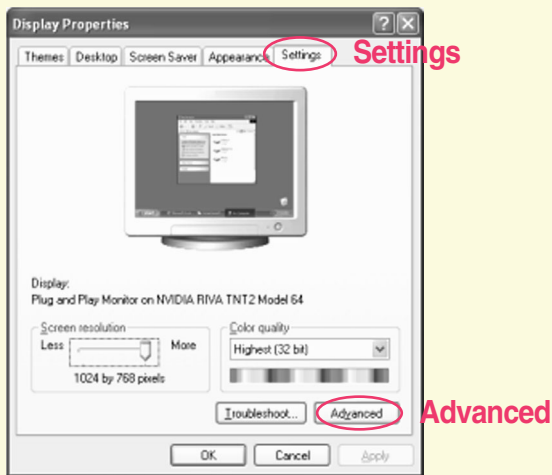 Display Properties
Themes Desktop Screen Saver Appearance Settings
Settings
Display:
Plug and Play Monitor on NVIDIA RIVA TNT2 Model 64
Screen resolution
Less More
1024 by 768 pixels
Color quality
Highest (32 bit)
Troubleshoot... Advanced
Advanced
OK Cancel Apply